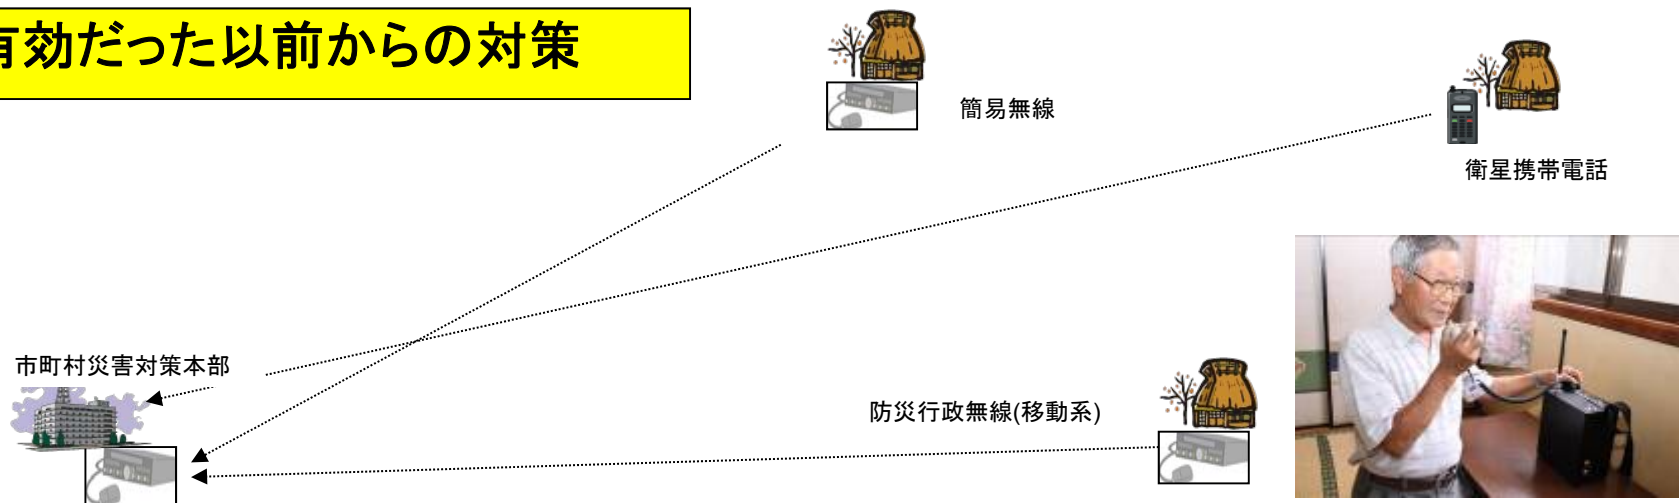 有効だった以前からの対策
簡易無線
衛星携帯電話
市町村災害対策本部
防災行政無線(移動系)